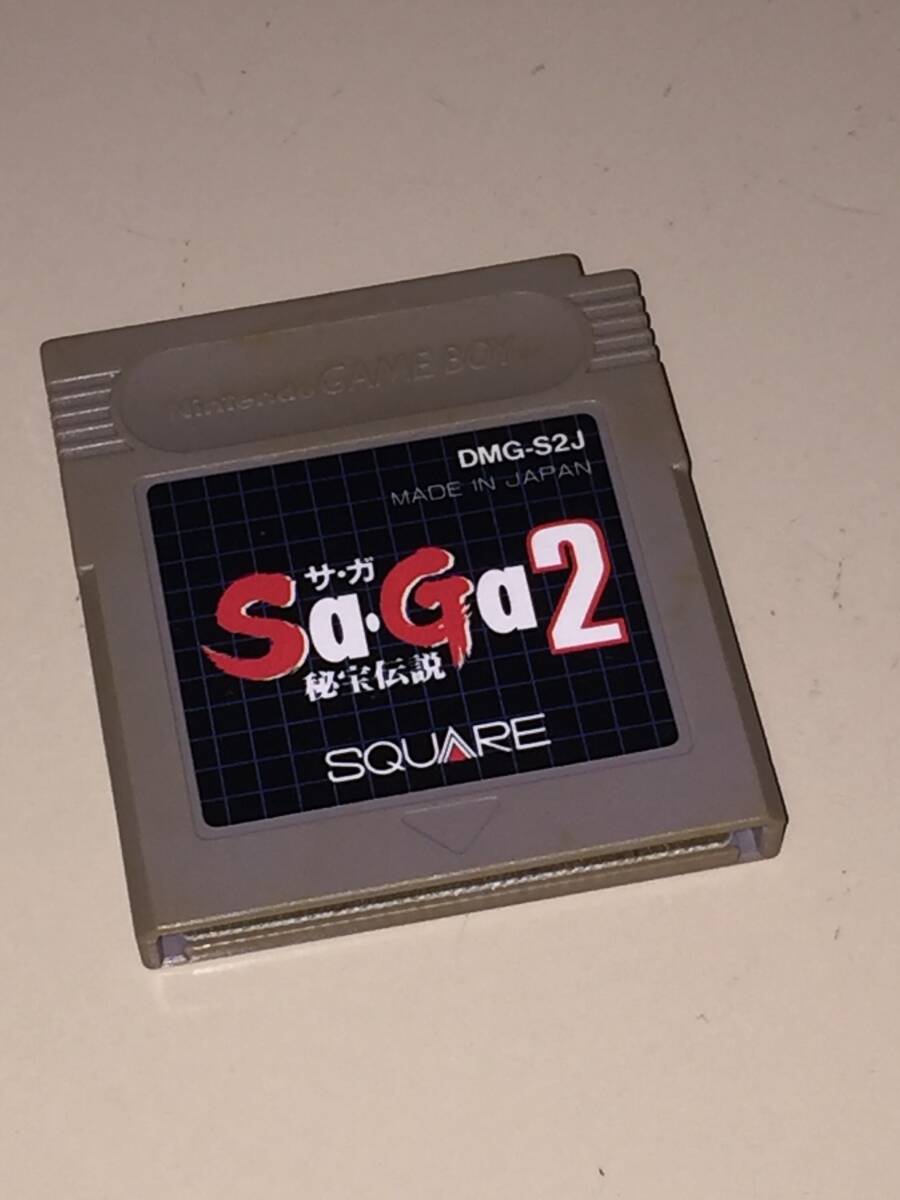 Nintendo GAME BOY
DMG-S2J
MADE IN JAPAN
サ・ガ
Sa・Ga2
秘宝伝説
SQUARE